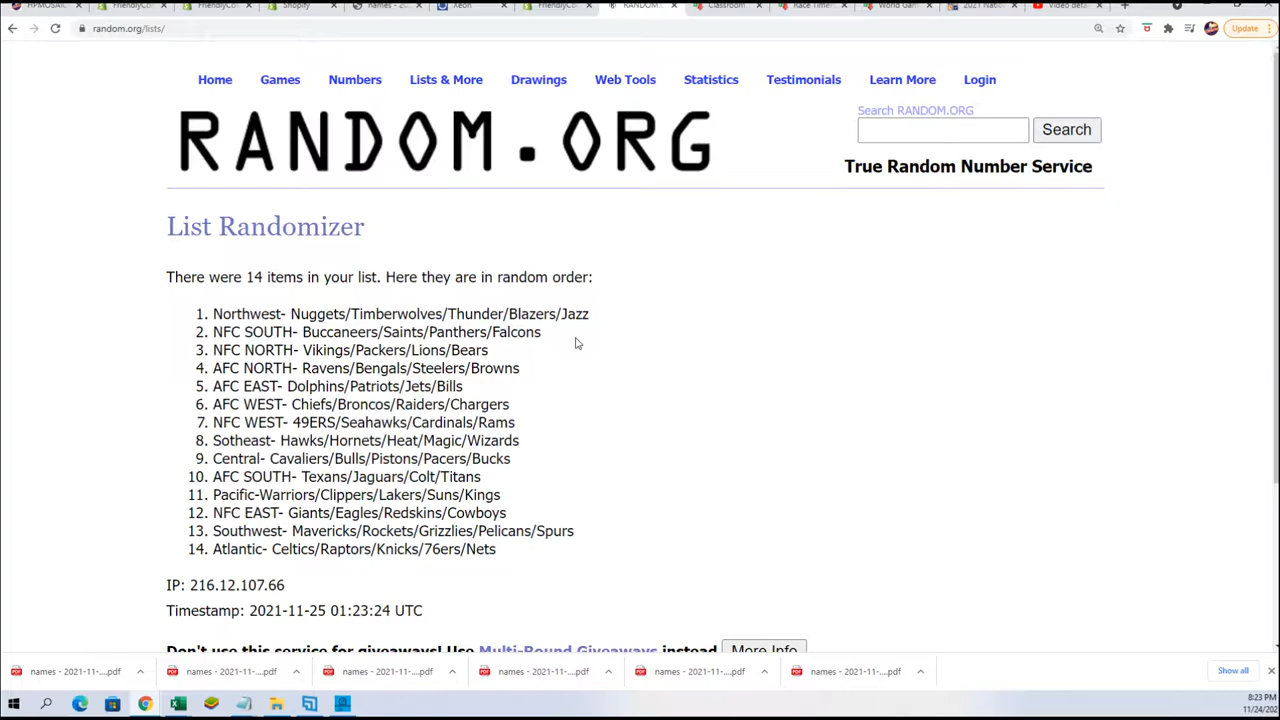 Shopify
Xeon
Classroom
random.org/lists/
Update
Home Games Numbers Lists & More Drawings Web Tools Statistics Testimonials Learn More Login
RANDOM.ORG
Search RANDOM.ORG
Search
True Random Number Service
List Randomizer
There were 14 items in your list. Here they are in random order:
1. Northwest- Nuggets/Timberwolves/Thunder/Blazers/Jazz
2. NFC SOUTH- Buccaneers/Saints/Panthers/Falcons
3. NFC NORTH- Vikings/Packers/Lions/Bears
4. AFC NORTH- Ravens/Bengals/Steelers/Browns
5. AFC EAST- Dolphins/Patriots/Jets/Bills
6. AFC WEST- Chiefs/Broncos/Raiders/Chargers
7. NFC WEST- 49ERS/Seahawks/Cardinals/Rams
8. Sotheast- Hawks/Hornets/Heat/Magic/Wizards
9. Central- Cavaliers/Bulls/Pistons/Pacers/Bucks
10. AFC SOUTH- Texans/Jaguars/Colt/Titans
11. Pacific-Warriors/Clippers/Lakers/Suns/Kings
12. NFC EAST- Giants/Eagles/Redskins/Cowboys
13. Southwest- Mavericks/Rockets/Grizzlies/Pelicans/Spurs
14. Atlantic- Celtics/Raptors/Knicks/76ers/Nets
IP: 216.12.107.66
Timestamp: 2021-11-25 01:23:24 UTC
Don't use this service for giveaways! Use Multi-Round Giveaways instead More Info
names - 2021-11-....pdf names - 2021-11-....pdf names - 2021-11-....pdf names - 2021-11-....pdf names - 2021-11-....pdf names - 2021-11-....pdf Show all
8:23 PM
11/24/202